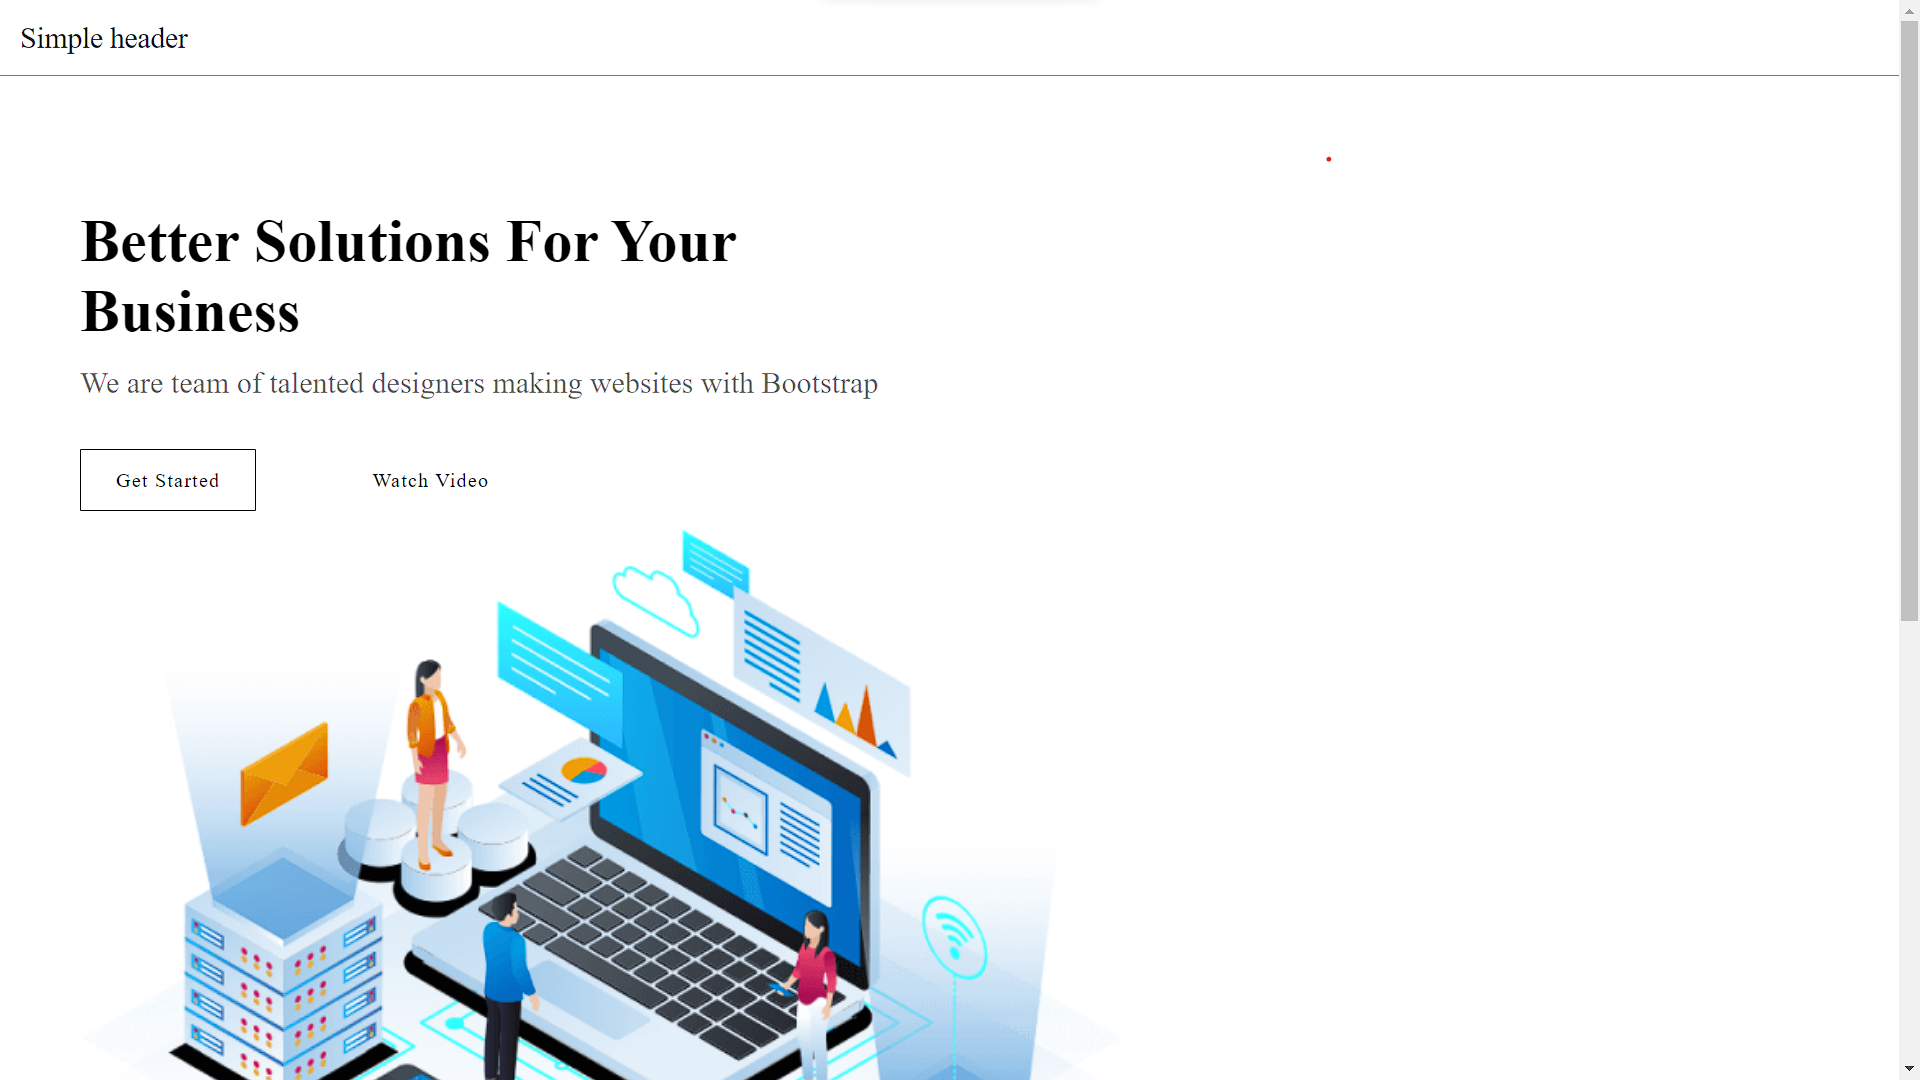 Simple header
Better Solutions For Your
Business
We are team of talented designers making websites with Bootstrap
Get Started
Watch Video